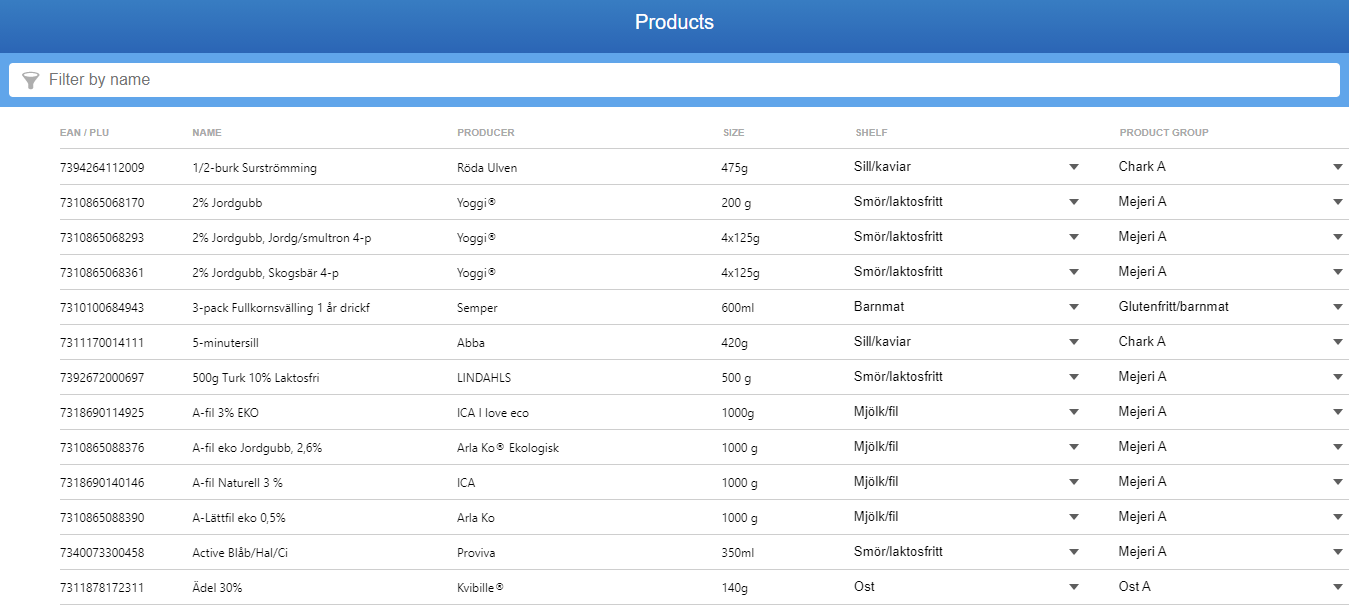 Products
Filter by name
EAN / PLU NAME PRODUCER SIZE SHELF PRODUCT GROUP
7394264112009 1/2-burk Surströmming Röda Ulven 475g Sill/kaviar Chark A
7310865068170 2% Jordgubb Yoggi® 200 g Smör/laktosfritt Mejeri A
7310865068293 2% Jordgubb, Jordg/smultron 4-p Yoggi® 4x125g Smör/laktosfritt Mejeri A
7310865068361 2% Jordgubb, Skogsbär 4-p Yoggi® 4x125g Smör/laktosfritt Mejeri A
7310100684943 3-pack Fullkornsvälling 1 år drickf Semper 600ml Barnmat Glutenfritt/barnmat
7311170014111 5-minutersill Abba 420g Sill/kaviar Chark A
7392672000697 500g Turk 10% Laktosfri LINDAHLS 500 g Smör/laktosfritt Mejeri A
7318690114925 A-fil 3% EKO ICA I love eco 1000g Mjölk/fil Mejeri A
7310865088376 A-fil eko Jordgubb, 2,6% Arla Ko® Ekologisk 1000 g Mjölk/fil Mejeri A
7318690140146 A-fil Naturell 3 % ICA 1000 g Mjölk/fil Mejeri A
7310865088390 A-Lättfil eko 0,5% Arla Ko 1000 g Mjölk/fil Mejeri A
7340073300458 Active Blåb/Hal/Ci Proviva 350ml Smör/laktosfritt Mejeri A
7311878172311 Ädel 30% Kvibille® 140g Ost Ost A